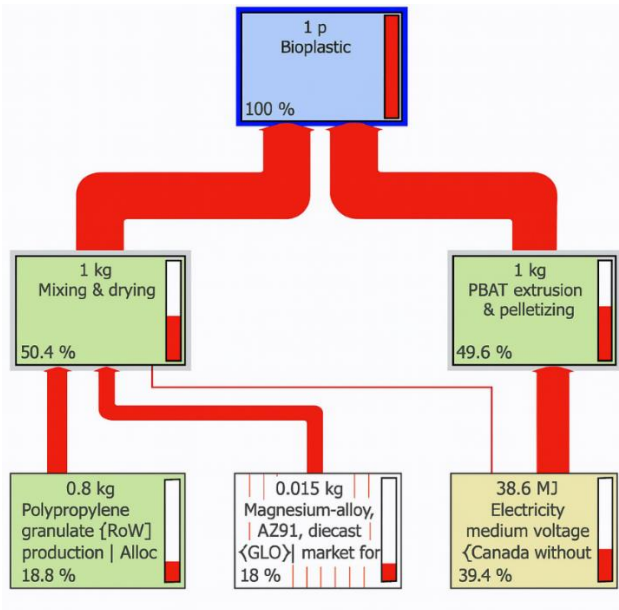 1 p
Bioplastic
100 %
1 kg
Mixing & drying
50.4 %
1 kg
PBAT extrusion
& pelletizing
49.6 %
0.8 kg
Polypropylene
granulate {RoW]
production | Alloc
18.8 %
0.015 kg
Magnesium-alloy,
AZ91, diecast
{GLO}| market for
18 %
38.6 MJ
Electricity
medium voltage
{Canada without
39.4 %